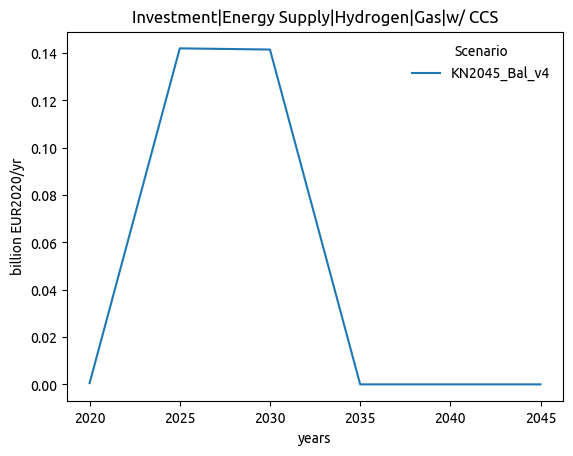 Investment|Energy Supply|Hydrogen|Gas|w/ CCS
Scenario
KN2045_Bal_v4
billion EUR2020/yr
0.14
0.12
0.10
0.08
0.06
0.04
0.02
0.00
2020 2025 2030 2035 2040 2045
years